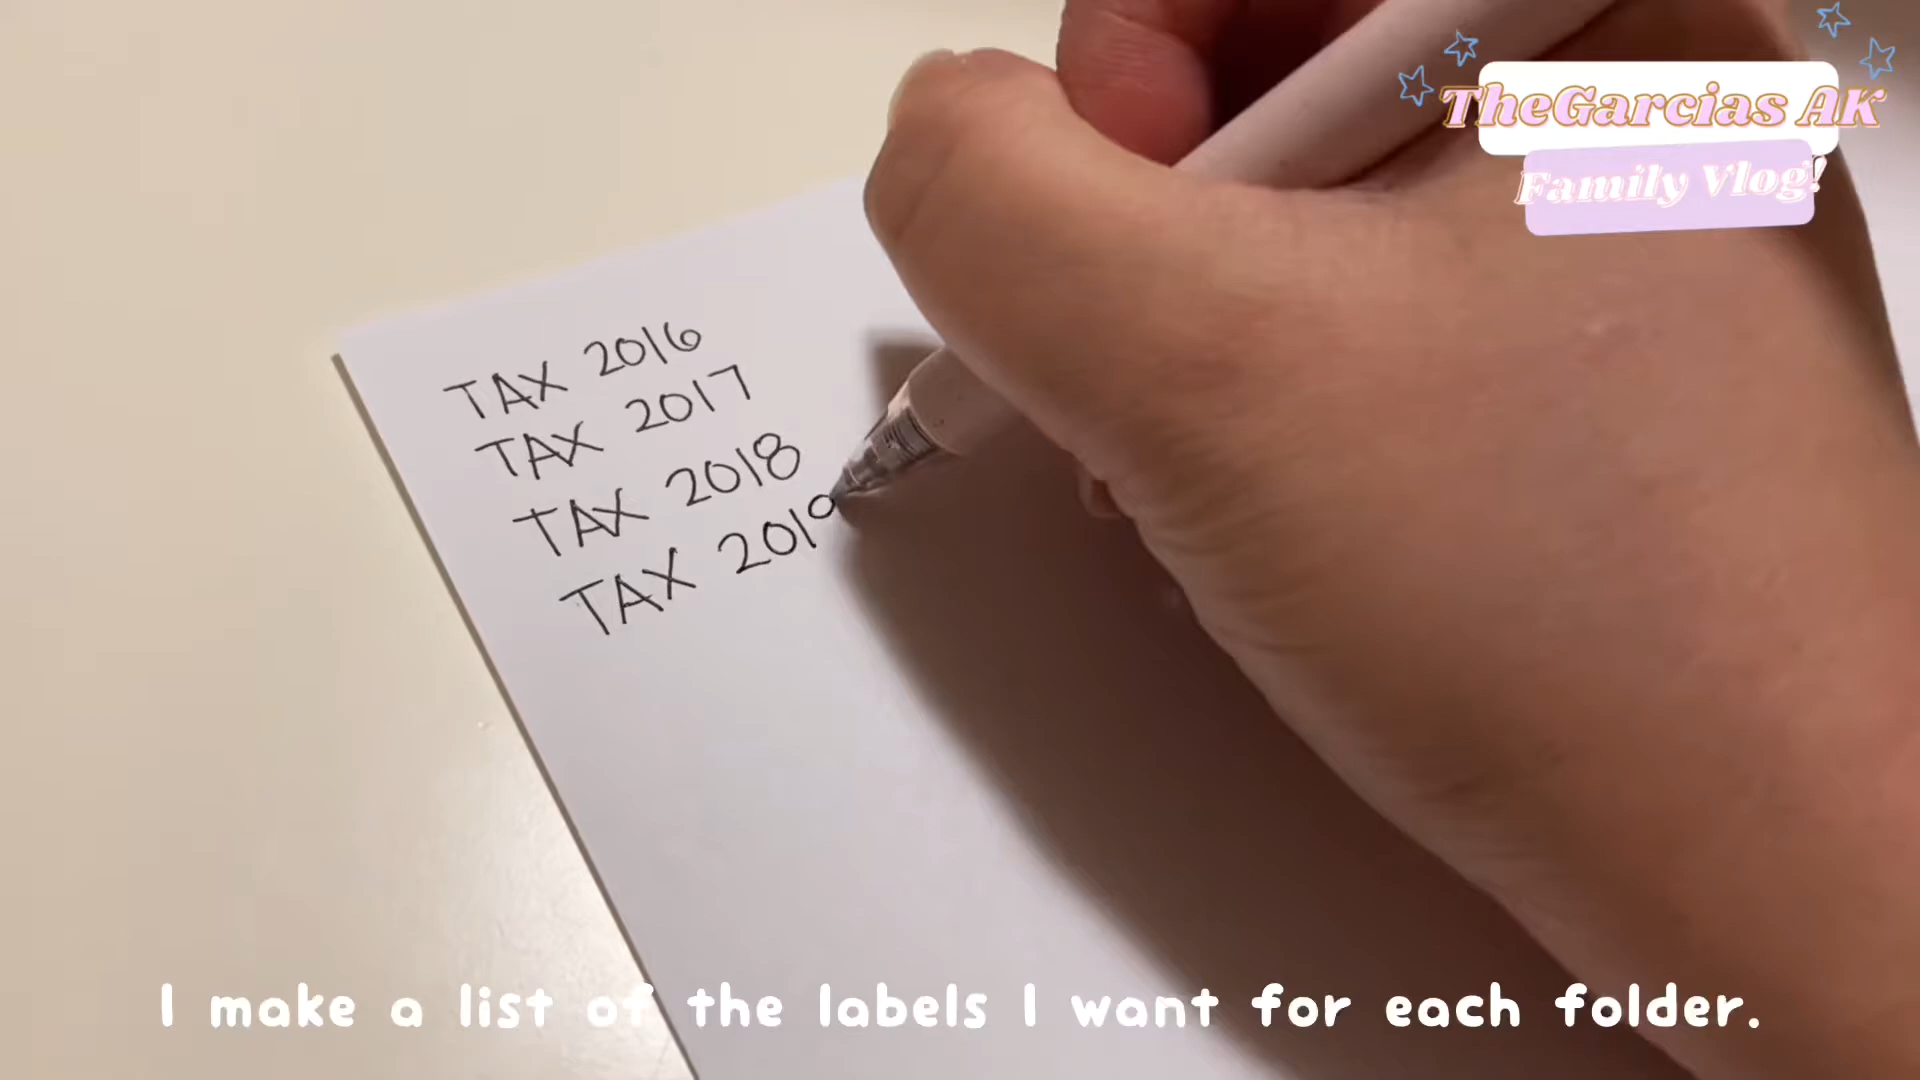 TheGarcias AK
Family Vlog!
TAX 2016
TAX 2017
TAX 2018
TAX 2019
I make a list of the labels I want for each folder.